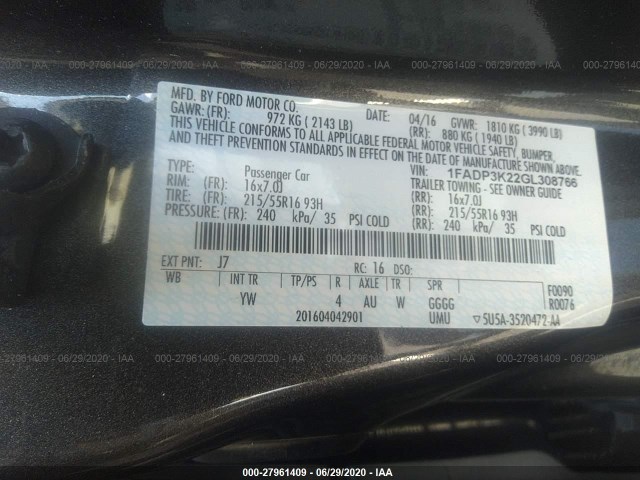 000-27961409 - 06/29/2020 - IAA
MFD. BY FORD MOTOR CO.
DATE: 04/16 GVWR: 1810 KG ( 3990 LB)
GAWR: (FR): 972 KG ( 2143 LB) (RR): 880 KG ( 1940 LB)
THIS VEHICLE CONFORMS TO ALL APPLICABLE FEDERAL MOTOR VEHICLE SAFETY, BUMPER,
AND THEFT PREVENTION STANDARDS IN EFFECT ON THE DATE OF MANUFACTURE SHOWN ABOVE.
VIN: 1FADP3K22GL308766
TYPE: Passenger Car TRAILER TOWING - SEE OWNER GUIDE
RIM: (FR): 16x7.0J (RR): 16x7.0J
TIRE: (FR): 215/55R16 93H (RR): 215/55R16 93H
PRESSURE: (FR): 240 kPa/ 35 PSI COLD (RR): 240 kPa/ 35 PSI COLD
EXT PNT: J7 RC: 16 DSO:
WB INT TR TP/PS R AXLE TR SPR F0090
YW 4 AU W GGGG R0076
201604042901 UMU ▽5U5A-3520472-AA
000-27961409 - 06/29/2020 - IAA